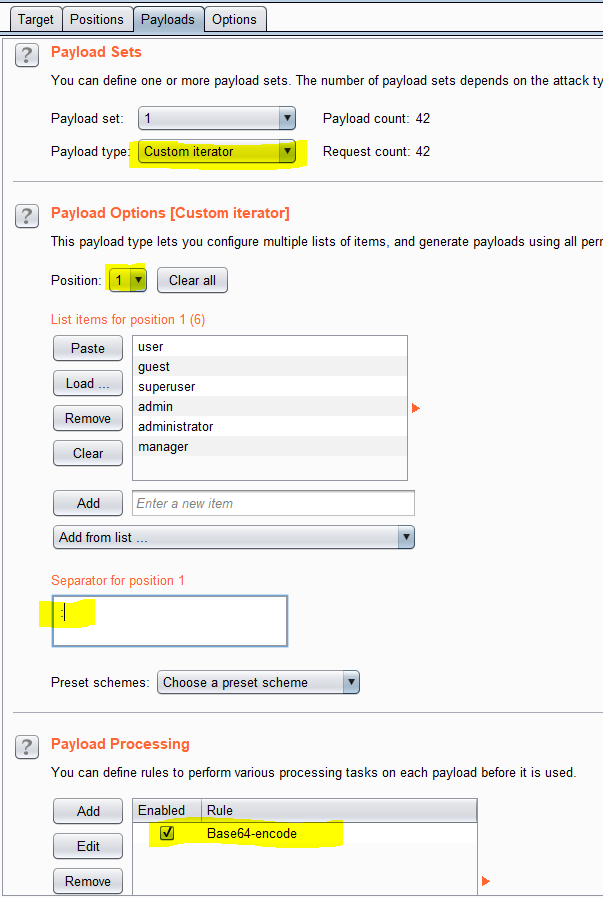 Target Positions Payloads Options
? Payload Sets
You can define one or more payload sets. The number of payload sets depends on the attack ty
Payload set: 1 Payload count: 42
Payload type: Custom iterator Request count: 42
? Payload Options [Custom iterator]
This payload type lets you configure multiple lists of items, and generate payloads using all perr
Position: 1 Clear all
List items for position 1 (6)
Paste user
guest
Load ... superuser
admin
Remove administrator
manager
Clear
Add Enter a new item
Add from list ...
Separator for position 1
:
Preset schemes: Choose a preset scheme
? Payload Processing
You can define rules to perform various processing tasks on each payload before it is used.
Add Enabled Rule
Base64-encode
Edit
Remove